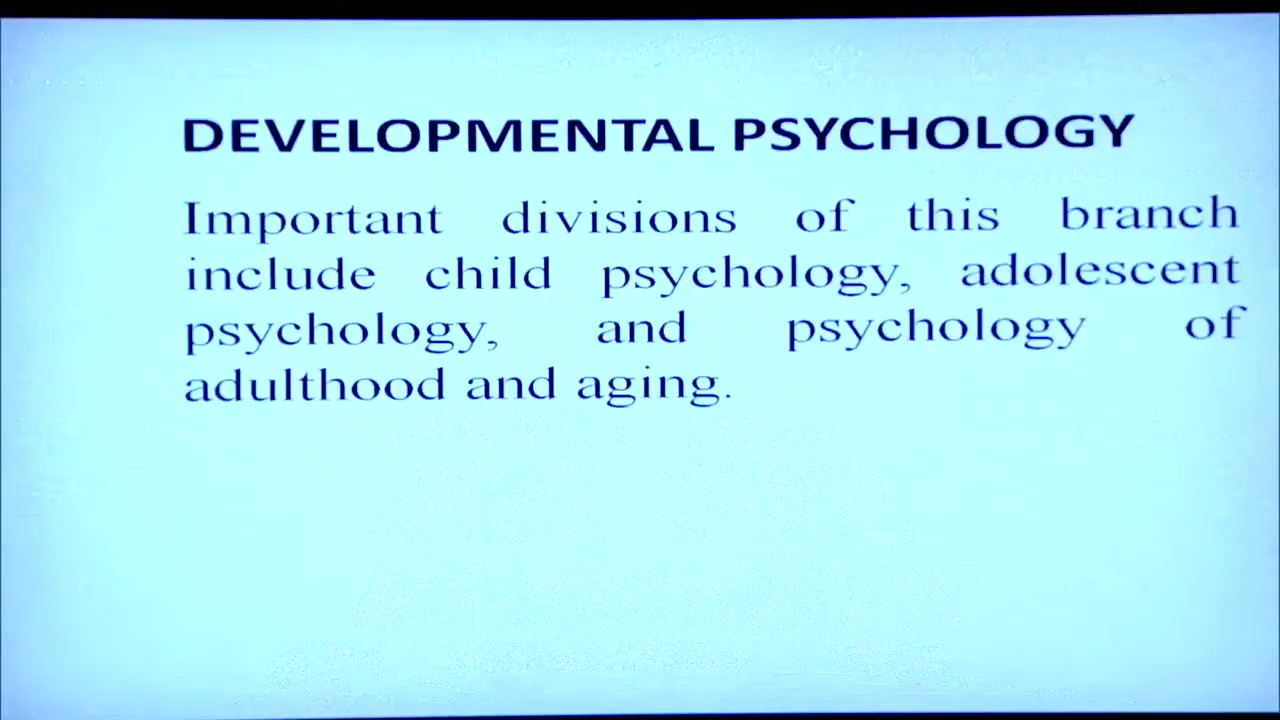 DEVELOPMENTAL PSYCHOLOGY
Important divisions of this branch
include child psychology, adolescent
psychology, and psychology of
adulthood and aging.